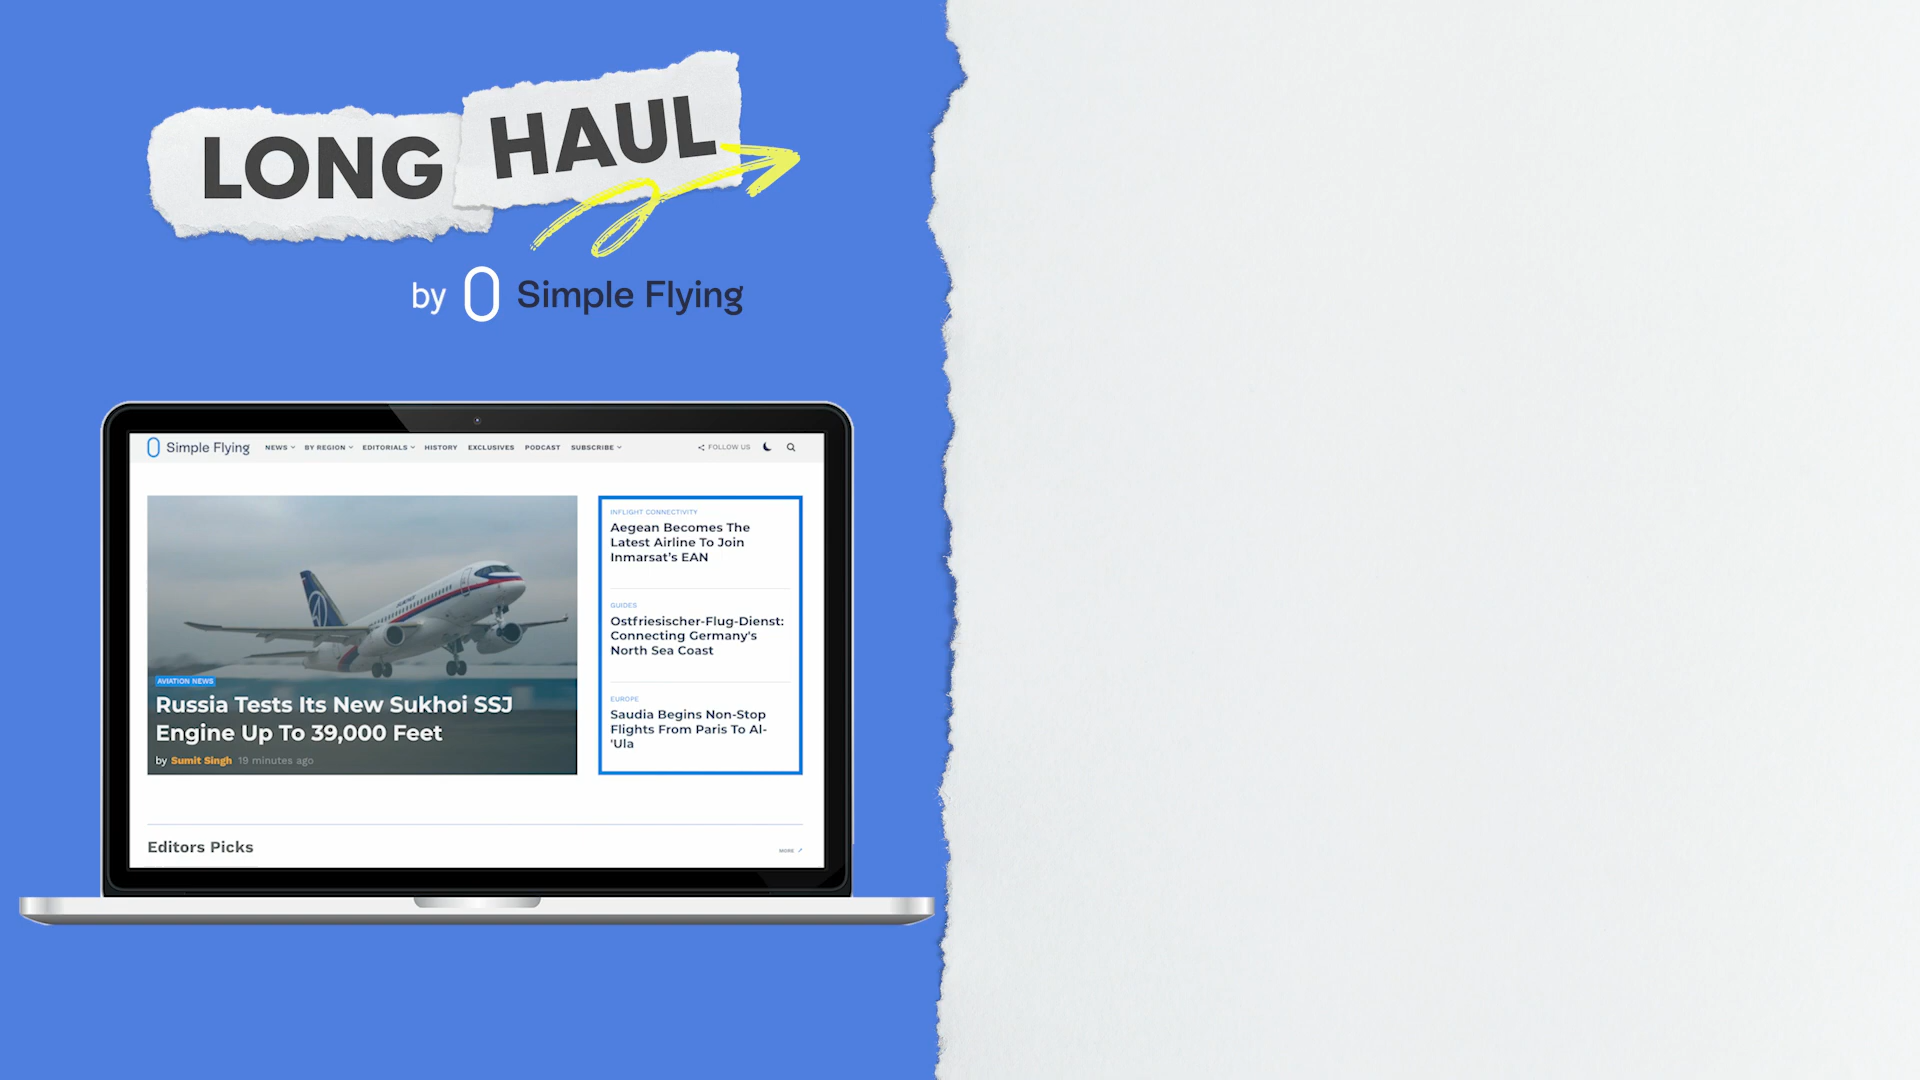 LONG HAUL
by Simple Flying
Simple Flying NEWS BY REGION EDITORIALS HISTORY EXCLUSIVES PODCAST SUBSCRIBE FOLLOW US
AVIATION NEWS
Russia Tests Its New Sukhoi SSJ
Engine Up To 39,000 Feet
by Sumit Singh 19 minutes ago
INFLIGHT CONNECTIVITY
Aegean Becomes The
Latest Airline To Join
Inmarsat's EAN
GUIDES
Ostfriesischer-Flug-Dienst:
Connecting Germany's
North Sea Coast
EUROPE
Saudia Begins Non-Stop
Flights From Paris To Al-
'Ula
Editors Picks
MORE